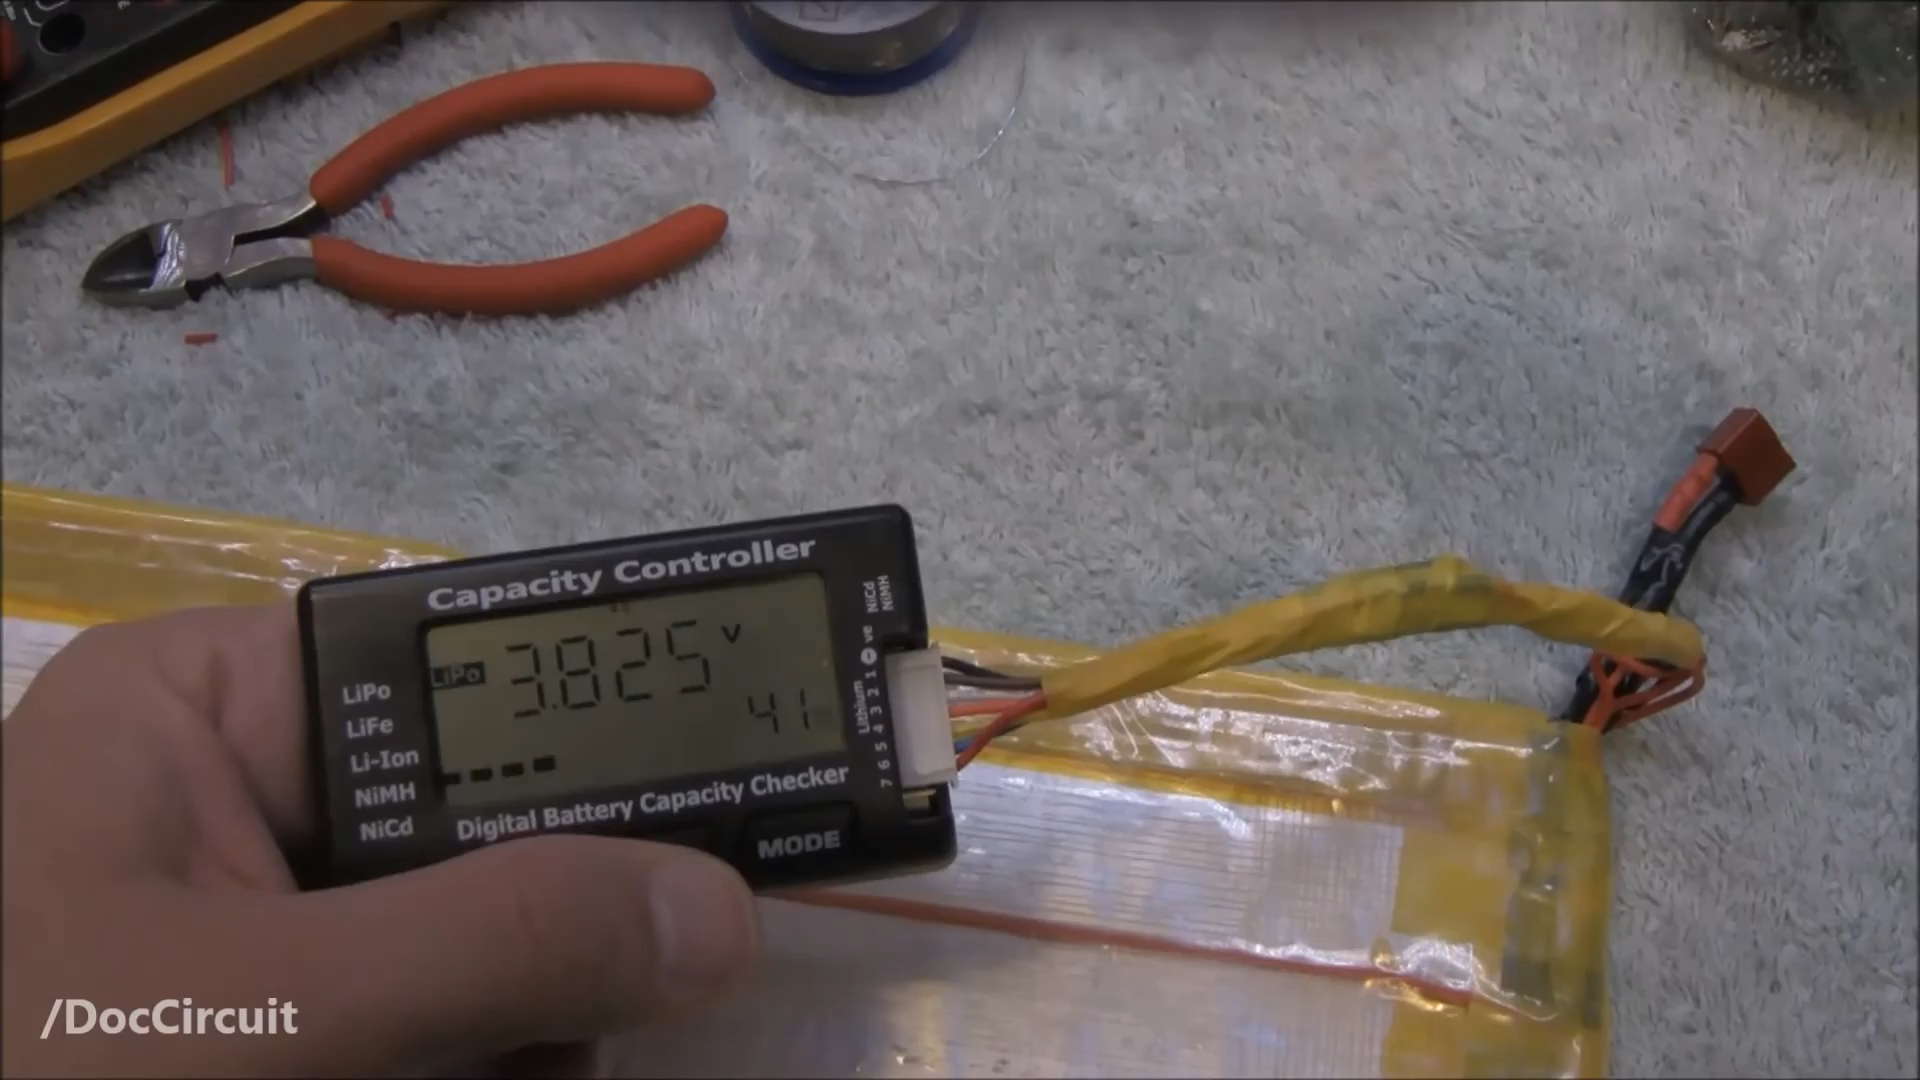 Capacity Controller
LiPo
3.825 v
41
LiPo
LiFe
Li-Ion
NiMH
NiCd
Digital Battery Capacity Checker
MODE
Lithium
7 6 5 4 3 2 1 ve
NiCd
NiMH
/DocCircuit